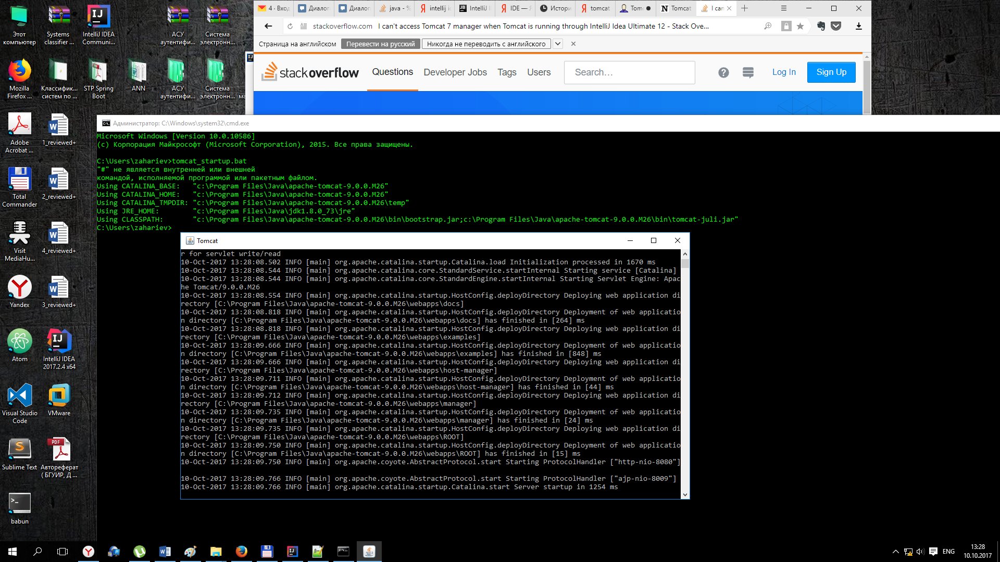 Этот
компьютер
Systems
classifier ...
IntelliJ IDEA
Communi...
АСУ
аутентифи...
Система
электронн...
Mozilla
Firefox ...
Классифик...
систем по ...
STP Spring
Boot
ANN
АСУ
аутентифи...
Система
электронн...
ма
Adobe
Acrobat ...
1_reviewed+
Total
Commander
2_reviewed+
Visit
MediaHu...
4_reviewed+
Yandex
3_reviewed+
Atom
IntelliJ IDEA
2017.2.4 x64
Visual Studio
Code
VMware
Sublime Text
PDF
Автореферат
( БГУИР, Д ...
babun
4 · Вход
Диалог
Диалог
java - %
intellij i
IntelliJ I
IDE — Я
Истори
tomcat
Tom
Tomcat
I can
stackoverflow.com I can't access Tomcat 7 manager when Tomcat is running through IntelliJ Idea Ultimate 12 - Stack Ove...
Страница на английском Перевести на русский Никогда не переводить с английского
stackoverflow Questions Developer Jobs Tags Users Search... Log In Sign Up
Администратор: C:\Windows\system32\cmd.exe
Microsoft Windows [Version 10.0.10586]
(c) Корпорация Майкрософт (Microsoft Corporation), 2015. Все права защищены.
C:\Users\zahariev>tomcat_startup.bat
"#" не является внутренней или внешней
командой, исполняемой программой или пакетным файлом.
Using CATALINA_BASE: "c:\Program Files\Java\apache-tomcat-9.0.0.M26"
Using CATALINA_HOME: "c:\Program Files\Java\apache-tomcat-9.0.0.M26"
Using CATALINA_TMPDIR: "c:\Program Files\Java\apache-tomcat-9.0.0.M26\temp"
Using JRE_HOME: "c:\Program Files\Java\jdk1.8.0_73\jre"
Using CLASSPATH: "c:\Program Files\Java\apache-tomcat-9.0.0.M26\bin\bootstrap.jar;c:\Program Files\Java\apache-tomcat-9.0.0.M26\bin\tomcat-juli.jar"
C:\Users\zahariev>
Tomcat
r for servlet write/read
10-Oct-2017 13:28:08.502 INFO [main] org.apache.catalina.startup.Catalina.load Initialization processed in 1670 ms
10-Oct-2017 13:28:08.544 INFO [main] org.apache.catalina.core.StandardService.startInternal Starting service [Catalina]
10-Oct-2017 13:28:08.544 INFO [main] org.apache.catalina.core.StandardEngine.startInternal Starting Servlet Engine: Apac
he Tomcat/9.0.0.M26
10-Oct-2017 13:28:08.554 INFO [main] org.apache.catalina.startup.HostConfig.deployDirectory Deploying web application di
rectory [C:\Program Files\Java\apache-tomcat-9.0.0.M26\webapps\docs]
10-Oct-2017 13:28:08.818 INFO [main] org.apache.catalina.startup.HostConfig.deployDirectory Deployment of web applicatio
n directory [C:\Program Files\Java\apache-tomcat-9.0.0.M26\webapps\docs] has finished in [264] ms
10-Oct-2017 13:28:08.818 INFO [main] org.apache.catalina.startup.HostConfig.deployDirectory Deploying web application di
rectory [C:\Program Files\Java\apache-tomcat-9.0.0.M26\webapps\examples]
10-Oct-2017 13:28:09.666 INFO [main] org.apache.catalina.startup.HostConfig.deployDirectory Deployment of web applicatio
n directory [C:\Program Files\Java\apache-tomcat-9.0.0.M26\webapps\examples] has finished in [848] ms
10-Oct-2017 13:28:09.666 INFO [main] org.apache.catalina.startup.HostConfig.deployDirectory Deploying web application di
rectory [C:\Program Files\Java\apache-tomcat-9.0.0.M26\webapps\host-manager]
10-Oct-2017 13:28:09.711 INFO [main] org.apache.catalina.startup.HostConfig.deployDirectory Deployment of web applicatio
n directory [C:\Program Files\Java\apache-tomcat-9.0.0.M26\webapps\host-manager] has finished in [44] ms
10-Oct-2017 13:28:09.712 INFO [main] org.apache.catalina.startup.HostConfig.deployDirectory Deploying web application di
rectory [C:\Program Files\Java\apache-tomcat-9.0.0.M26\webapps\manager]
10-Oct-2017 13:28:09.735 INFO [main] org.apache.catalina.startup.HostConfig.deployDirectory Deployment of web applicatio
n directory [C:\Program Files\Java\apache-tomcat-9.0.0.M26\webapps\manager] has finished in [24] ms
10-Oct-2017 13:28:09.735 INFO [main] org.apache.catalina.startup.HostConfig.deployDirectory Deploying web application di
rectory [C:\Program Files\Java\apache-tomcat-9.0.0.M26\webapps\ROOT]
10-Oct-2017 13:28:09.750 INFO [main] org.apache.catalina.startup.HostConfig.deployDirectory Deployment of web applicatio
n directory [C:\Program Files\Java\apache-tomcat-9.0.0.M26\webapps\ROOT] has finished in [15] ms
10-Oct-2017 13:28:09.750 INFO [main] org.apache.coyote.AbstractProtocol.start Starting ProtocolHandler ["http-nio-8080"]
10-Oct-2017 13:28:09.766 INFO [main] org.apache.coyote.AbstractProtocol.start Starting ProtocolHandler ["ajp-nio-8009"]
10-Oct-2017 13:28:09.766 INFO [main] org.apache.catalina.startup.Catalina.start Server startup in 1254 ms
ENG
13:28
10.10.2017